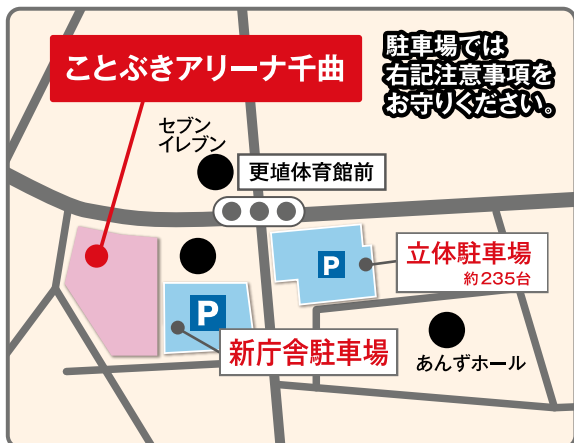 ことぶきアリーナ千曲
駐車場では
右記注意事項を
お守りください。
セブン
イレブン
更埴体育館前
P
立体駐車場
約235台
P
新庁舎駐車場
あんずホール